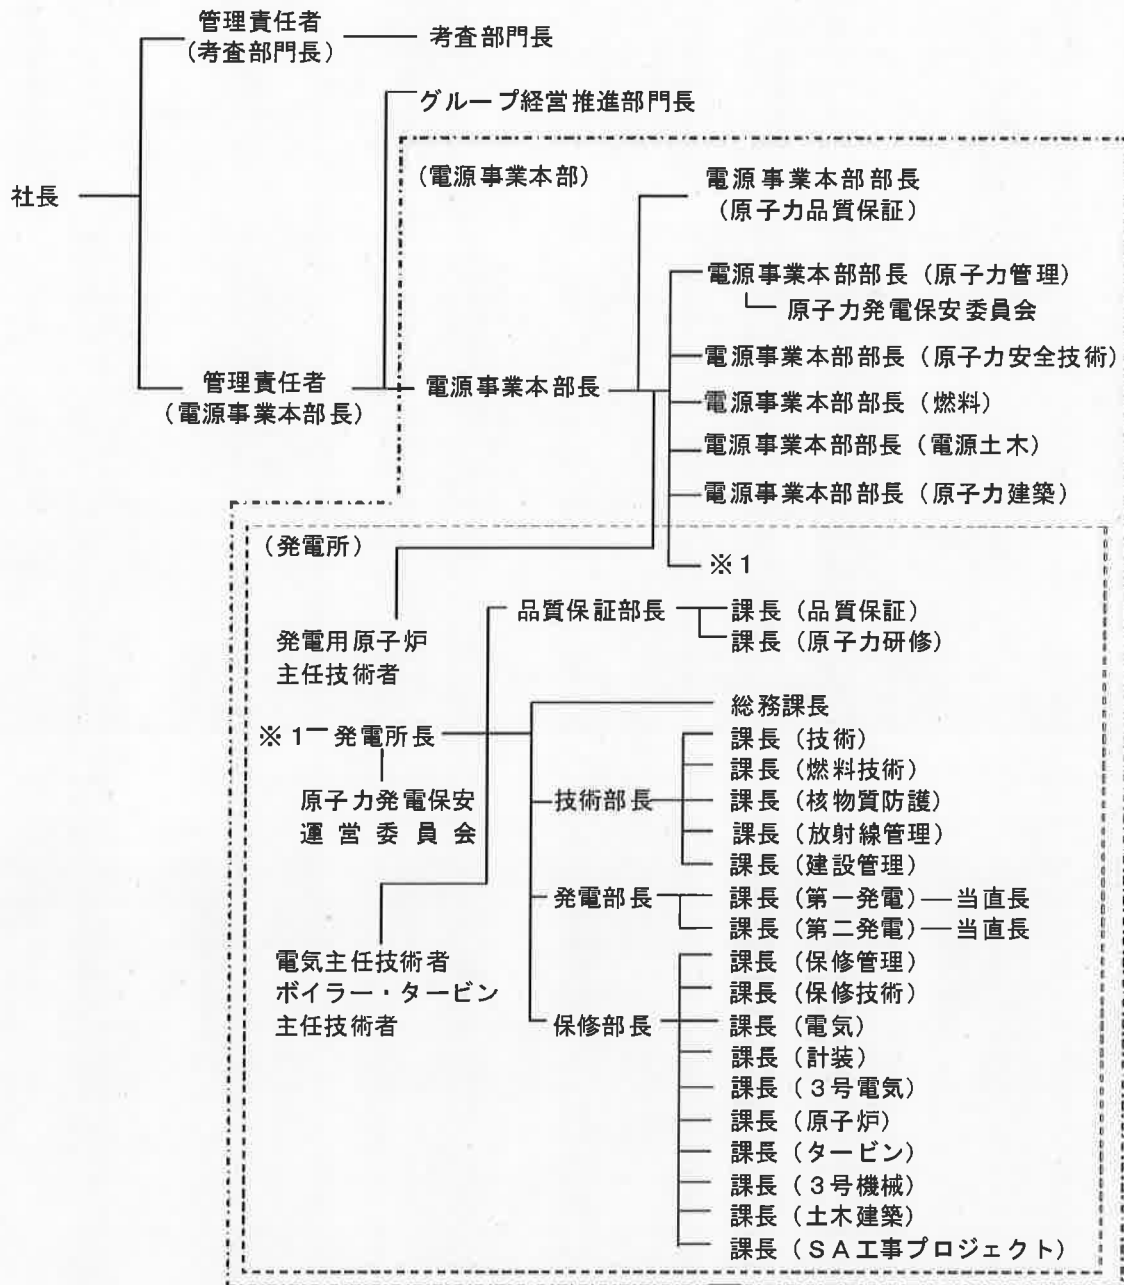 管理責任者
(考査部門長)
考査部門長
グループ経営推進部門長
社長
(電源事業本部)
電源事業本部部長
(原子力品質保証)
電源事業本部部長(原子力管理)
原子力発電保安委員会
電源事業本部部長(原子力安全技術)
管理責任者
(電源事業本部長)
電源事業本部長
電源事業本部部長(燃料)
電源事業本部部長(電源土木)
電源事業本部部長(原子力建築)
(発電所)
※1
品質保証部長
課長(品質保証)
課長(原子力研修)
発電用原子炉
主任技術者
総務課長
※1
発電所長
原子力発電保安
運営委員会
技術部長
課長(技術)
課長(燃料技術)
課長(核物質防護)
課長(放射線管理)
課長(建設管理)
発電部長
課長(第一発電)
当直長
課長(第二発電)
当直長
電気主任技術者
ボイラー・タービン
主任技術者
保修部長
課長(保修管理)
課長(保修技術)
課長(電気)
課長(計装)
課長(3号電気)
課長(原子炉)
課長(タービン)
課長(3号機械)
課長(土木建築)
課長(SA工事プロジェクト)